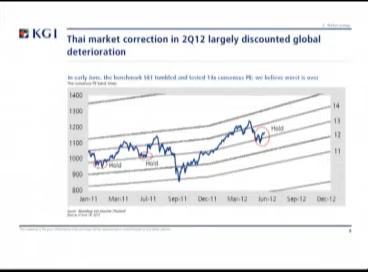 KGI
Thai market correction in 2Q12 largely discounted global
deterioration
In early June, the benchmark SET tumbled and tested 11x consensus PE; we believe worst is over
1400
1300
1200
1100
1000
900
800
14
13
12
11
Hold
Hold
Hold
Jan-11 Mar-11 Jul-11 Sep-11 Dec-11 Mar-12 Jun-12 Sep-12 Dec-12